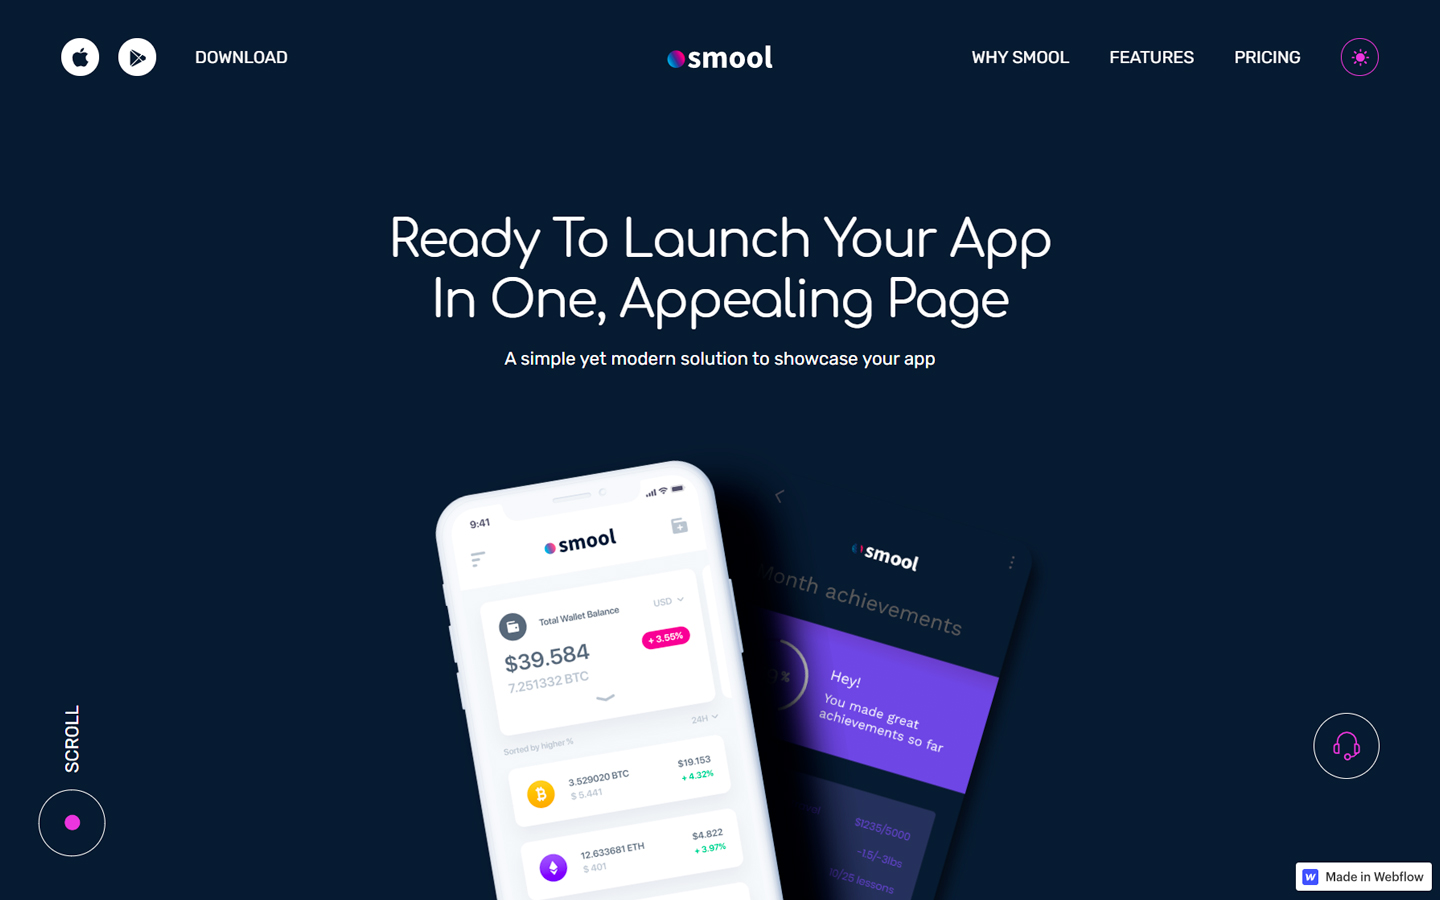 DOWNLOAD
smool
WHY SMOOL
FEATURES
PRICING
Ready To Launch Your App
In One, Appealing Page
A simple yet modern solution to showcase your app
9:41
smool
Total Wallet Balance
USD
$39.584
+ 3.55%
7.251332 BTC
24H
Sorted by higher %
3.529020 BTC
$19.153
$ 5.441
+ 4.32%
12.633681 ETH
$4.822
$ 401
+ 3.97%
smool
Month achievements
Hey!
You made great
achievements so far
$1235/5000
-1.5/-3lbs
10/25 lessons
SCROLL
Made in Webflow